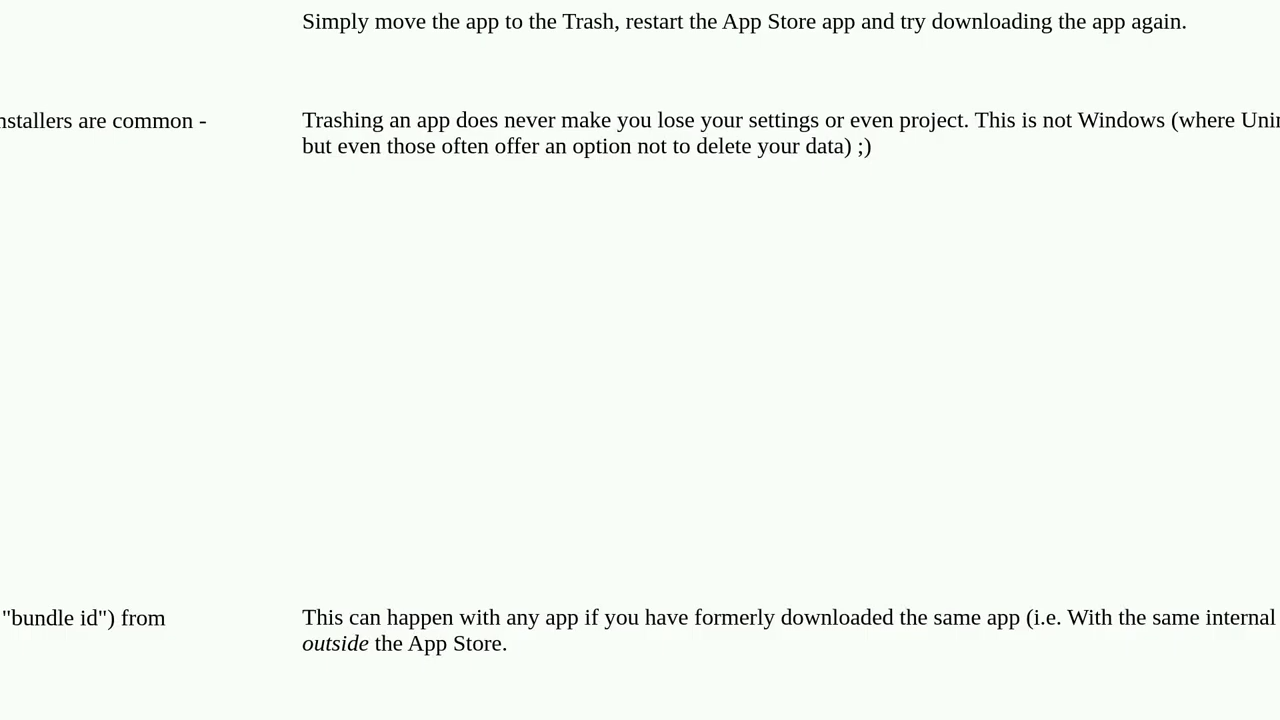 Simply move the app to the Trash, restart the App Store app and try downloading the app again.
nstallers are common -
Trashing an app does never make you lose your settings or even project. This is not Windows (where Unin
but even those often offer an option not to delete your data) ;)
"bundle id") from
This can happen with any app if you have formerly downloaded the same app (i.e. With the same internal
outside the App Store.